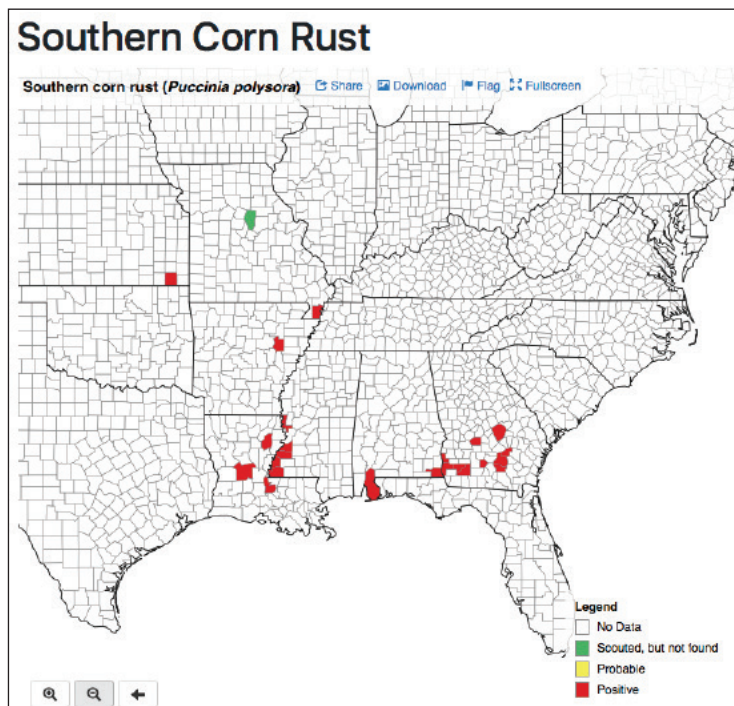 Southern Corn Rust
Southern corn rust (Puccinia polysora) Share Download Flag Fullscreen
Legend
No Data
Scouted, but not found
Probable
Positive